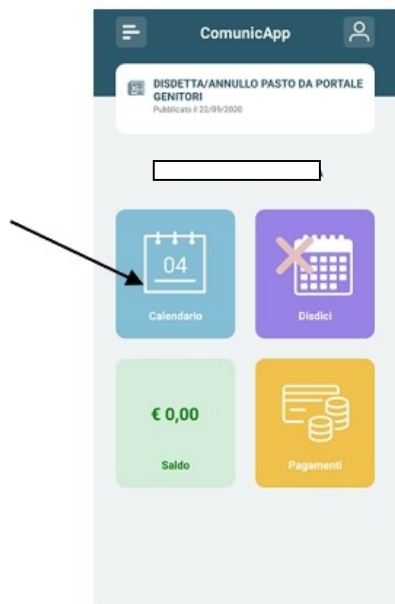 ComunicApp
DISDETTA/ANNULLO PASTO DA PORTALE
GENITORI
Pubblicato il 22/09/2020
04
Calendario
Disdici
€ 0,00
Saldo
Pagamenti